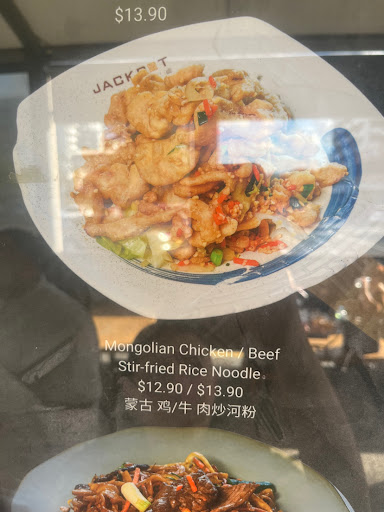 $13.90
JACKPOT
Mongolian Chicken / Beef
Stir-fried Rice Noodle
$12.90 / $13.90
蒙古 鸡/牛 肉炒河粉